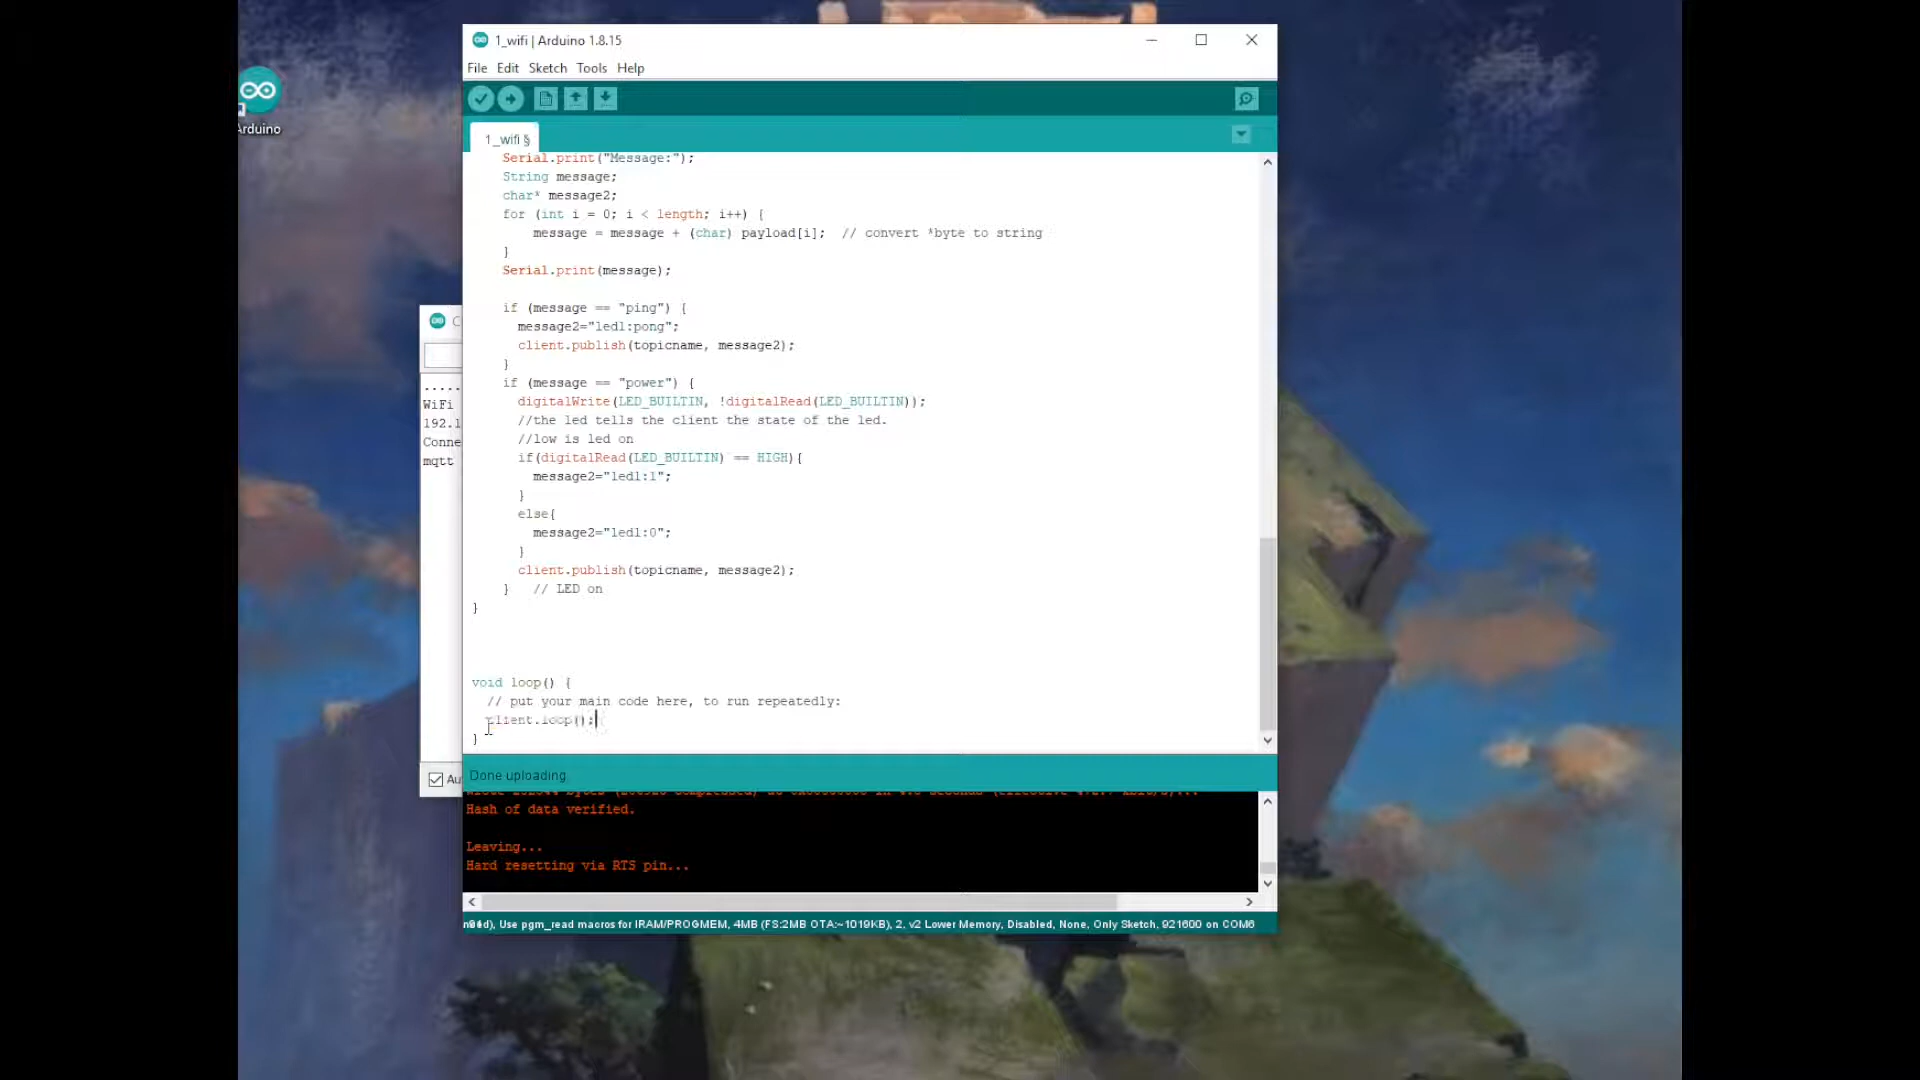 1_wifi | Arduino 1.8.15
File Edit Sketch Tools Help
Arduino
1_wifi §
Serial.print("Message:");
String message;
char* message2;
for (int i = 0; i < length; i++) {
message = message + (char) payload[i];  // convert *byte to string
}
Serial.print(message);
if (message == "ping") {
message2="led1:pong";
client.publish(topicname, message2);
}
if (message == "power") {
digitalWrite(LED_BUILTIN, !digitalRead(LED_BUILTIN));
//the led tells the client the state of the led.
//low is led on
if(digitalRead(LED_BUILTIN) == HIGH){
message2="led1:1";
}
else{
message2="led1:0";
}
client.publish(topicname, message2);
}   // LED on
}
void loop() {
// put your main code here, to run repeatedly:
client.loop();
}
.....
WiFi
192.1
Conne
mqtt
Au
Done uploading.
Hash of data verified.
Leaving...
Hard resetting via RTS pin...
Use pgm_read macros for IRAM/PROGMEM, 4MB (FS:2MB OTA:~1019KB), 2, v2 Lower Memory, Disabled, None, Only Sketch, 921600 on COM6